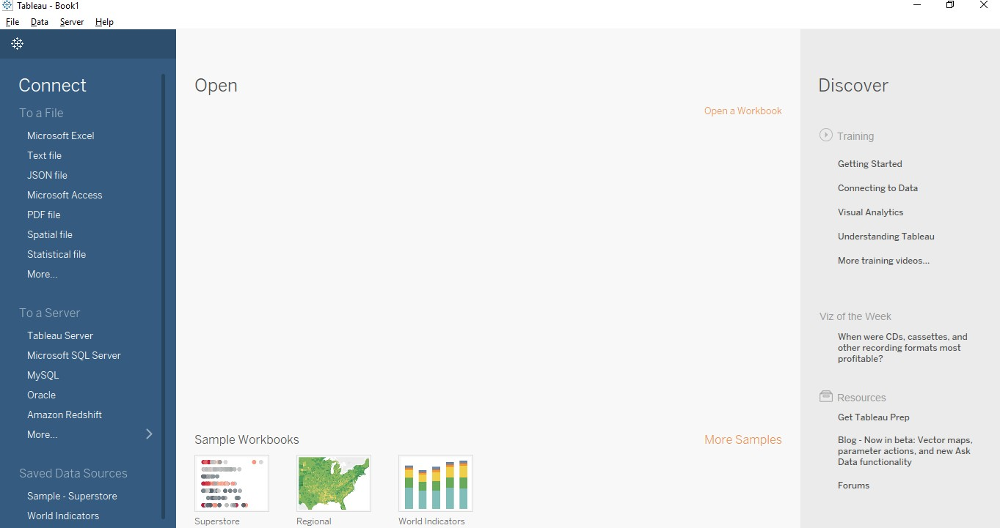 Tableau - Book1
File Data Server Help
Connect
To a File
Microsoft Excel
Text file
JSON file
Microsoft Access
PDF file
Spatial file
Statistical file
More...
To a Server
Tableau Server
Microsoft SQL Server
MySQL
Oracle
Amazon Redshift
More...
Saved Data Sources
Sample - Superstore
World Indicators
Open
Open a Workbook
Sample Workbooks
More Samples
Superstore
Regional
World Indicators
Discover
Training
Getting Started
Connecting to Data
Visual Analytics
Understanding Tableau
More training videos...
Viz of the Week
When were CDs, cassettes, and
other recording formats most
profitable?
Resources
Get Tableau Prep
Blog - Now in beta: Vector maps,
parameter actions, and new Ask
Data functionality
Forums